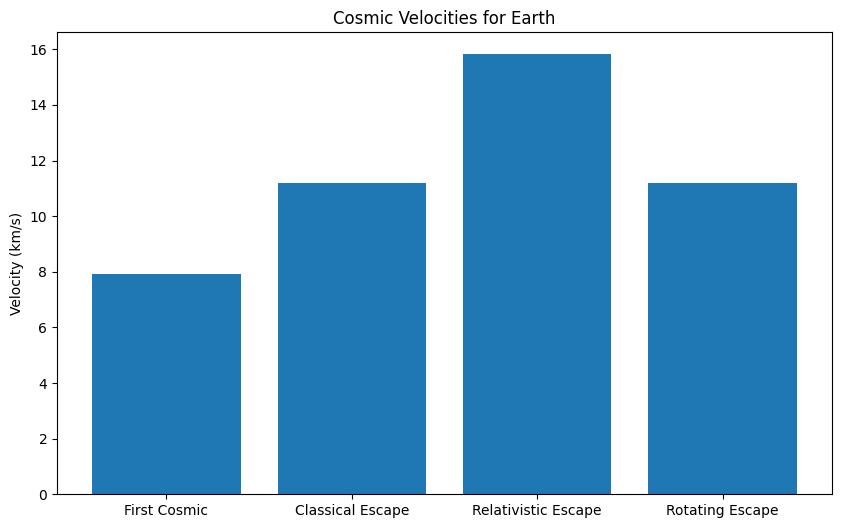 Cosmic Velocities for Earth
Velocity (km/s)
16
14
12
10
8
6
4
2
0
First Cosmic
Classical Escape
Relativistic Escape
Rotating Escape